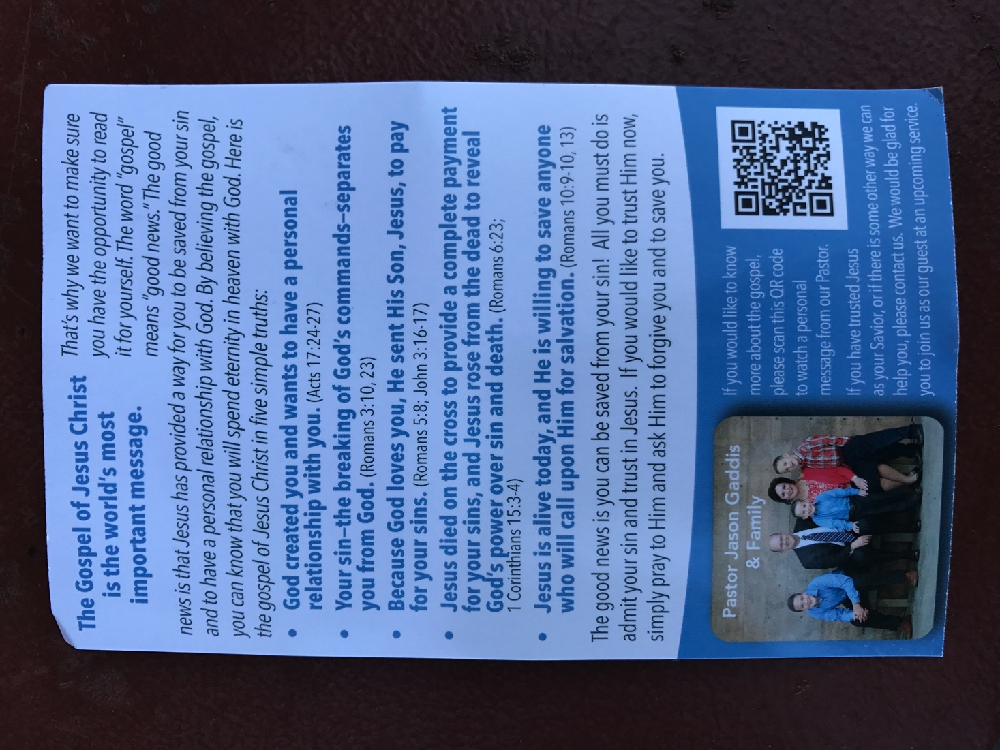 The Gospel of Jesus Christ
is the world's most
important message.
That's why we want to make sure
you have the opportunity to read
it for yourself. The word "gospel"
means "good news." The good
news is that Jesus has provided a way for you to be saved from your sin
and to have a personal relationship with God. By believing the gospel,
you can know that you will spend eternity in heaven with God. Here is
the gospel of Jesus Christ in five simple truths:
• God created you and wants to have a personal
relationship with you. (Acts 17:24-27)
• Your sin–the breaking of God's commands–separates
you from God. (Romans 3:10, 23)
• Because God loves you, He sent His Son, Jesus, to pay
for your sins. (Romans 5:8; John 3:16-17)
• Jesus died on the cross to provide a complete payment
for your sins, and Jesus rose from the dead to reveal
God's power over sin and death. (Romans 6:23;
1 Corinthians 15:3-4)
• Jesus is alive today, and He is willing to save anyone
who will call upon Him for salvation. (Romans 10:9-10, 13)
The good news is you can be saved from your sin! All you must do is
admit your sin and trust in Jesus. If you would like to trust Him now,
simply pray to Him and ask Him to forgive you and to save you.
Pastor Jason Gaddis
& Family
If you would like to know
more about the gospel,
please scan this QR code
to watch a personal
message from our Pastor.
If you have trusted Jesus
as your Savior, or if there is some other way we can
help you, please contact us. We would be glad for
you to join us as our guest at an upcoming service.